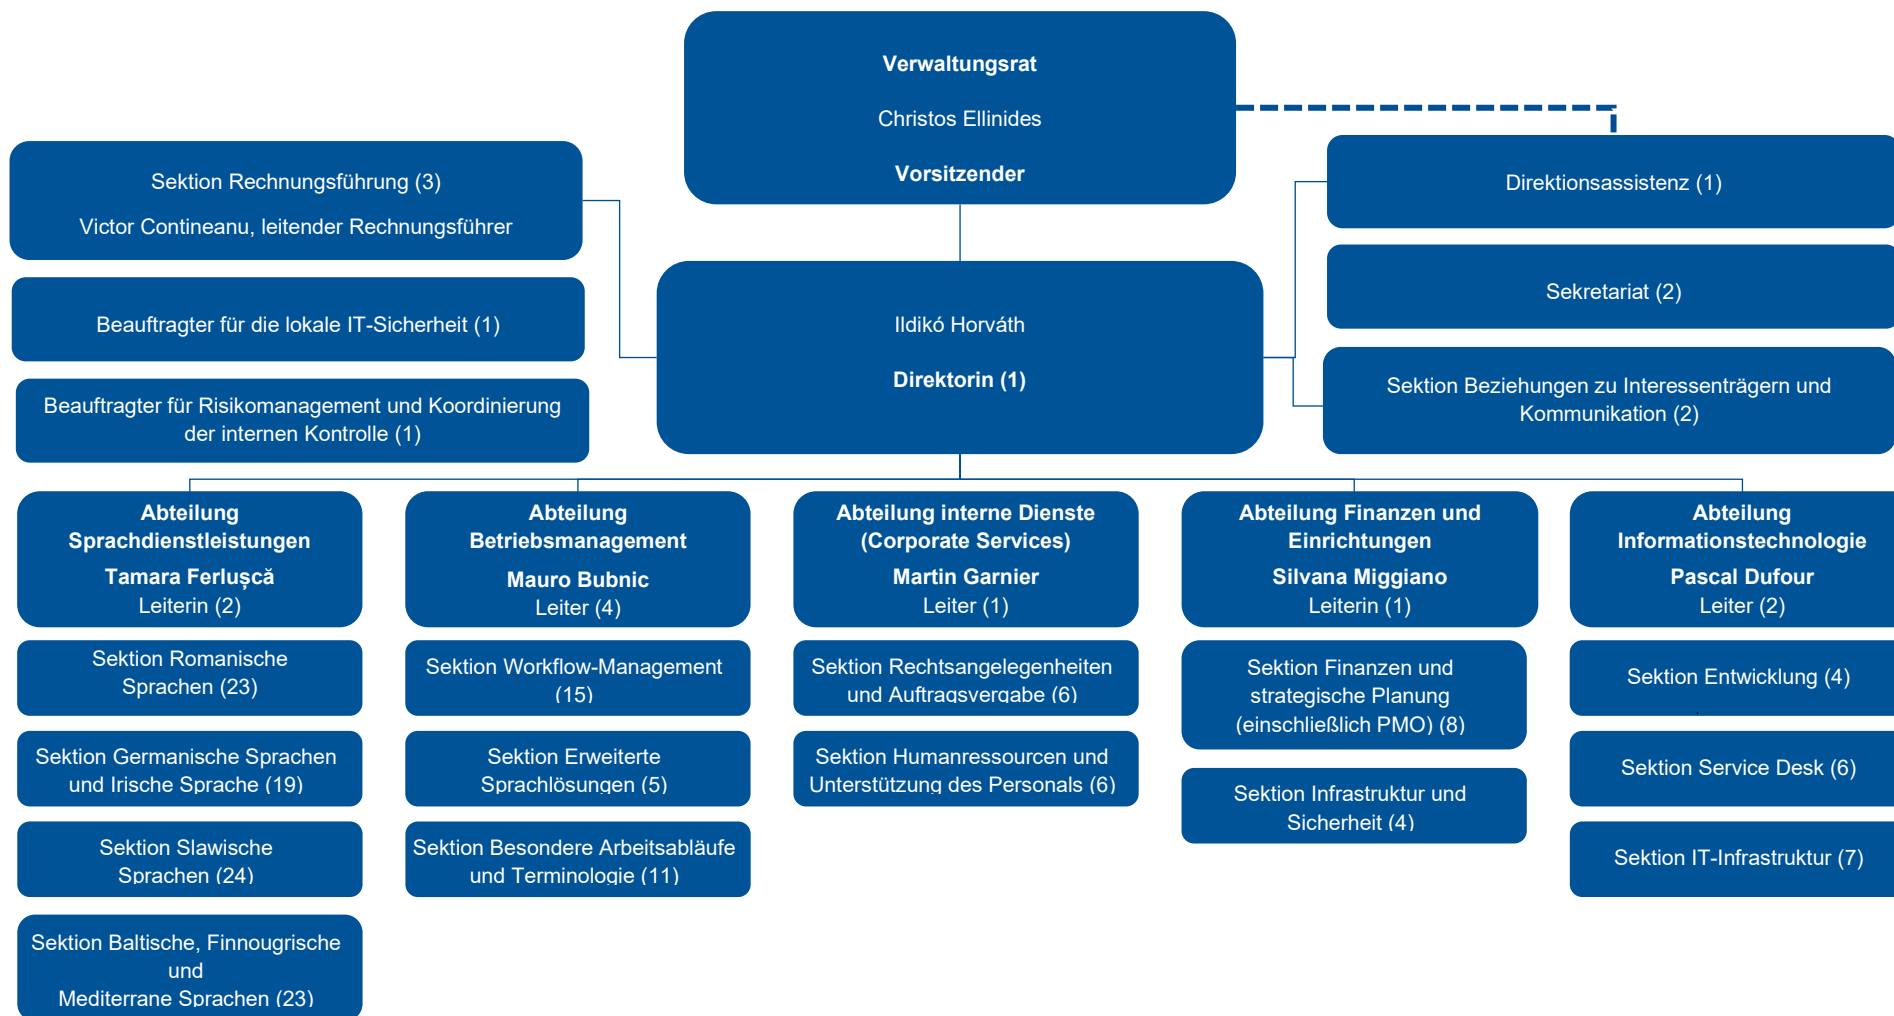 Verwaltungsrat
Christos Ellinides
Vorsitzender
Sektion Rechnungsführung (3)
Victor Contineanu, leitender Rechnungsführer
Beauftragter für die lokale IT-Sicherheit (1)
Beauftragter für Risikomanagement und Koordinierung
der internen Kontrolle (1)
Ildikó Horváth
Direktorin (1)
Direktionsassistenz (1)
Sekretariat (2)
Sektion Beziehungen zu Interessenträgern und
Kommunikation (2)
Abteilung
Sprachdienstleistungen
Tamara Ferlușcă
Leiterin (2)
Sektion Romanische
Sprachen (23)
Sektion Germanische Sprachen
und Irische Sprache (19)
Sektion Slawische
Sprachen (24)
Sektion Baltische, Finnougrische
und
Mediterrane Sprachen (23)
Abteilung
Betriebsmanagement
Mauro Bubnic
Leiter (4)
Sektion Workflow-Management
(15)
Sektion Erweiterte
Sprachlösungen (5)
Sektion Besondere Arbeitsabläufe
und Terminologie (11)
Abteilung interne Dienste
(Corporate Services)
Martin Garnier
Leiter (1)
Sektion Rechtsangelegenheiten
und Auftragsvergabe (6)
Sektion Humanressourcen und
Unterstützung des Personals (6)
Abteilung Finanzen und
Einrichtungen
Silvana Miggiano
Leiterin (1)
Sektion Finanzen und
strategische Planung
(einschließlich PMO) (8)
Sektion Infrastruktur und
Sicherheit (4)
Abteilung
Informationstechnologie
Pascal Dufour
Leiter (2)
Sektion Entwicklung (4)
Sektion Service Desk (6)
Sektion IT-Infrastruktur (7)